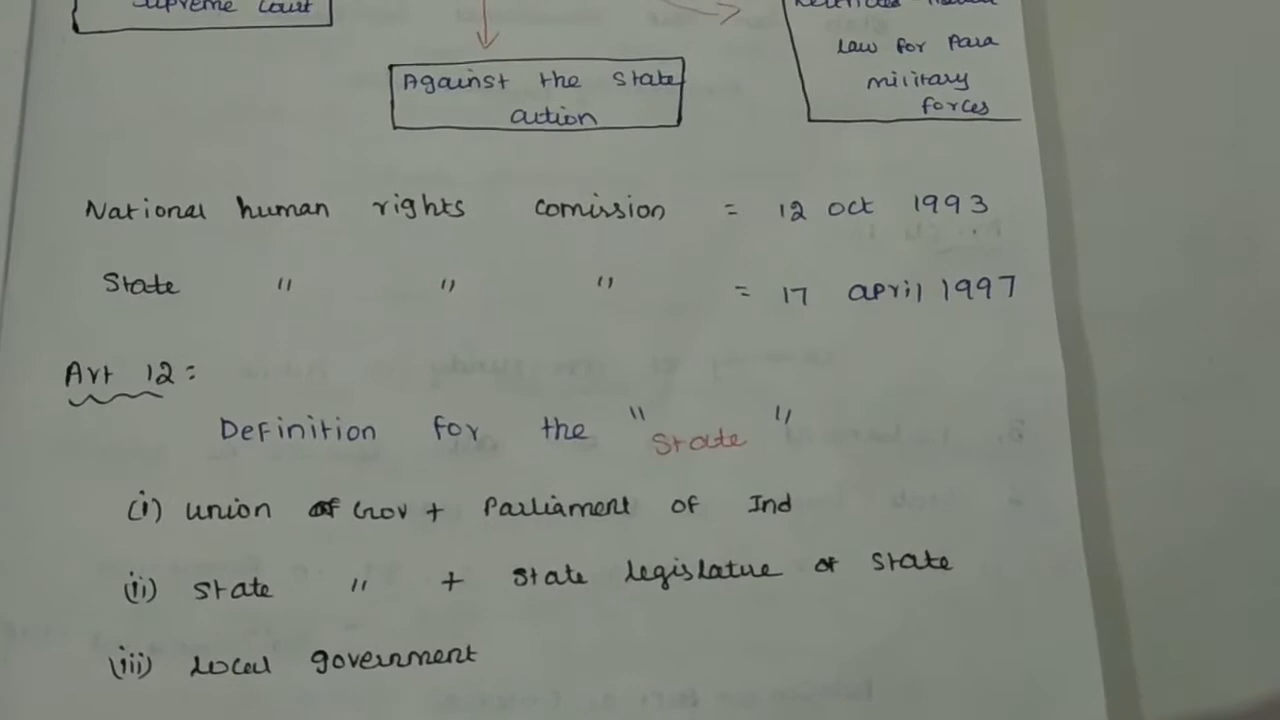 Supreme Court
Against the State
action
law for Para
military
forces
National human rights comission = 12 Oct 1993
State " " " = 17 april 1997
Art 12:
Definition for the "State"
(i) union of Gov + Parliament of Ind
(ii) State " + State legislature of State
(iii) Local government